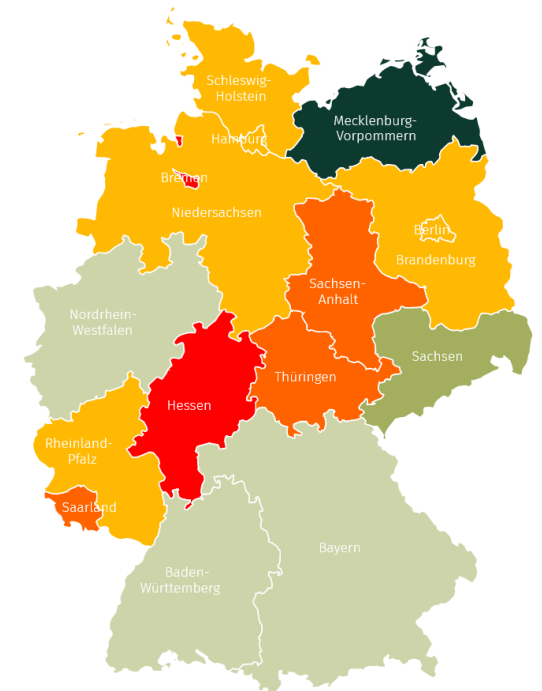 Schleswig-
Holstein
Mecklenburg-
Vorpommern
Hamburg
Bremen
Niedersachsen
Berlin
Brandenburg
Sachsen-
Anhalt
Nordrhein-
Westfalen
Sachsen
Thüringen
Hessen
Rheinland-
Pfalz
Saarland
Bayern
Baden-
Württemberg